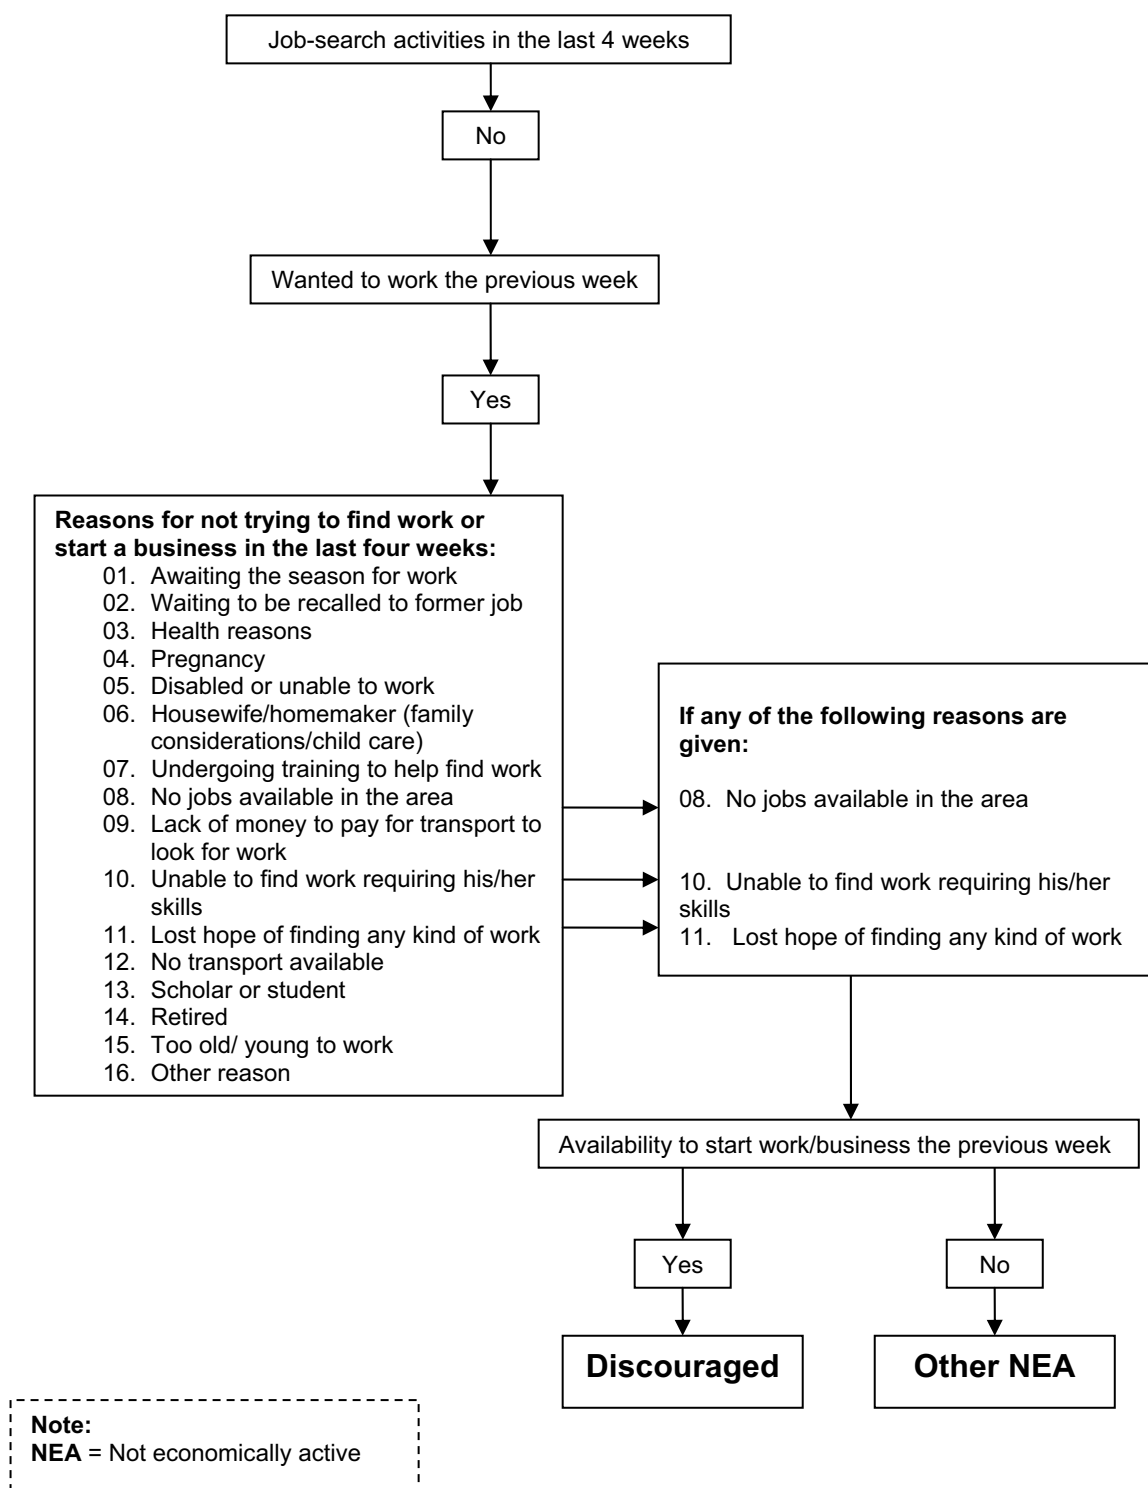 Job-search activities in the last 4 weeks
No
Wanted to work the previous week
Yes
Reasons for not trying to find work or
start a business in the last four weeks:
01. Awaiting the season for work
02. Waiting to be recalled to former job
03. Health reasons
04. Pregnancy
05. Disabled or unable to work
06. Housewife/homemaker (family
considerations/child care)
07. Undergoing training to help find work
08. No jobs available in the area
09. Lack of money to pay for transport to
look for work
10. Unable to find work requiring his/her
skills
11. Lost hope of finding any kind of work
12. No transport available
13. Scholar or student
14. Retired
15. Too old/ young to work
16. Other reason
If any of the following reasons are
given:
08. No jobs available in the area
10. Unable to find work requiring his/her
skills
11. Lost hope of finding any kind of work
Availability to start work/business the previous week
Yes
No
Discouraged
Other NEA
Note:
NEA = Not economically active